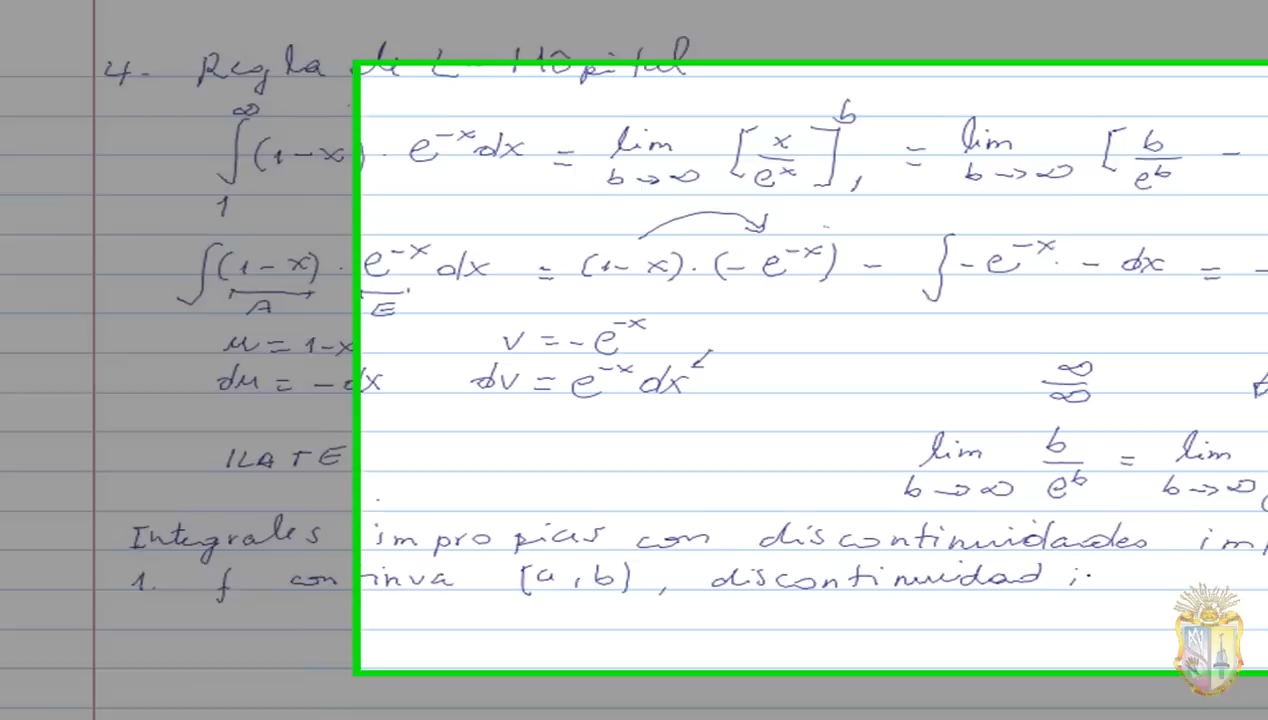 4. Regla de L-Hôpital
∫₁^∞ (1-x) · e^{-x} dx = lim_{b→∞} [x/e^x]₁^b = lim_{b→∞} [b/e^b -
∫(1-x) · e^{-x} dx = (1-x)·(-e^{-x}) - ∫-e^{-x} · - dx = -
A E
u = 1-x v = -e^{-x}
du = -dx dv = e^{-x} dx ∞/∞
ILATE lim_{b→∞} b/e^b = lim_{b→∞}
Integrales impropias con discontinuidades im
1. f continua [a,b), discontinuidad i